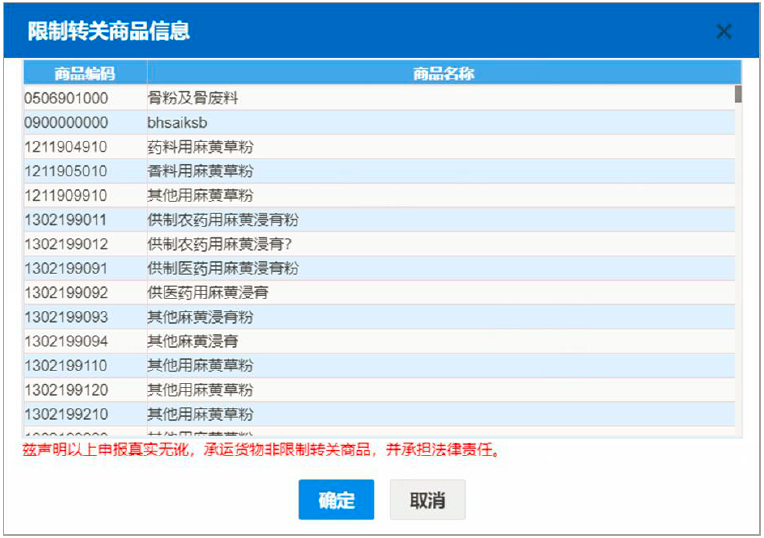 限制转关商品信息
商品编码 商品名称
0506901000 骨粉及骨废料
0900000000 bhsaiksb
1211904910 药料用麻黄草粉
1211905010 香料用麻黄草粉
1211909910 其他用麻黄草粉
1302199011 供制农药用麻黄浸膏粉
1302199012 供制农药用麻黄浸膏?
1302199091 供制医药用麻黄浸膏粉
1302199092 供医药用麻黄浸膏
1302199093 其他麻黄浸膏粉
1302199094 其他麻黄浸膏
1302199110 其他用麻黄草粉
1302199120 其他用麻黄草粉
1302199210 其他用麻黄草粉
兹声明以上申报真实无讹，承运货物非限制转关商品，并承担法律责任。
确定 取消